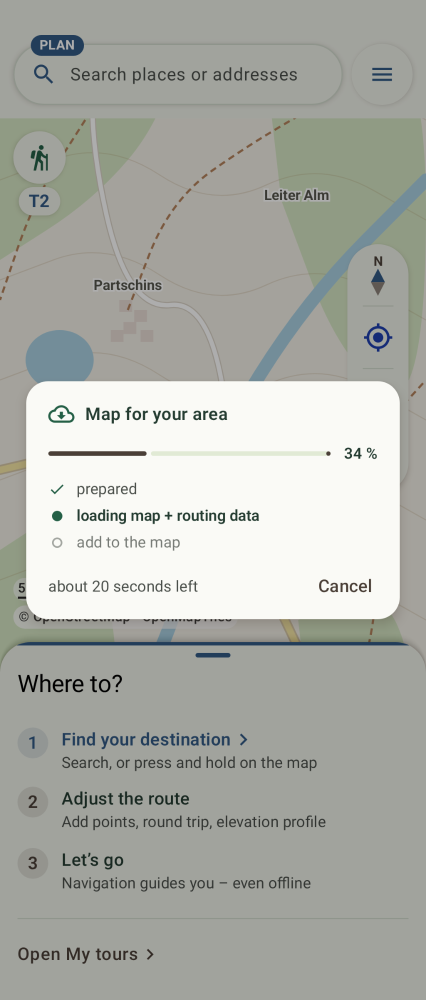 PLAN
Search places or addresses
T2
Leiter Alm
N
Partschins
Map for your area
34 %
prepared
loading map + routing data
add to the map
about 20 seconds left
Cancel
5
© OpenStreetMap · OpenMapTiles
Where to?
1
Find your destination
Search, or press and hold on the map
2
Adjust the route
Add points, round trip, elevation profile
3
Let's go
Navigation guides you – even offline
Open My tours